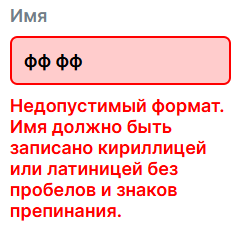 Имя
фф фф
Недопустимый формат.
Имя должно быть
записано кириллицей
или латиницей без
пробелов и знаков
препинания.